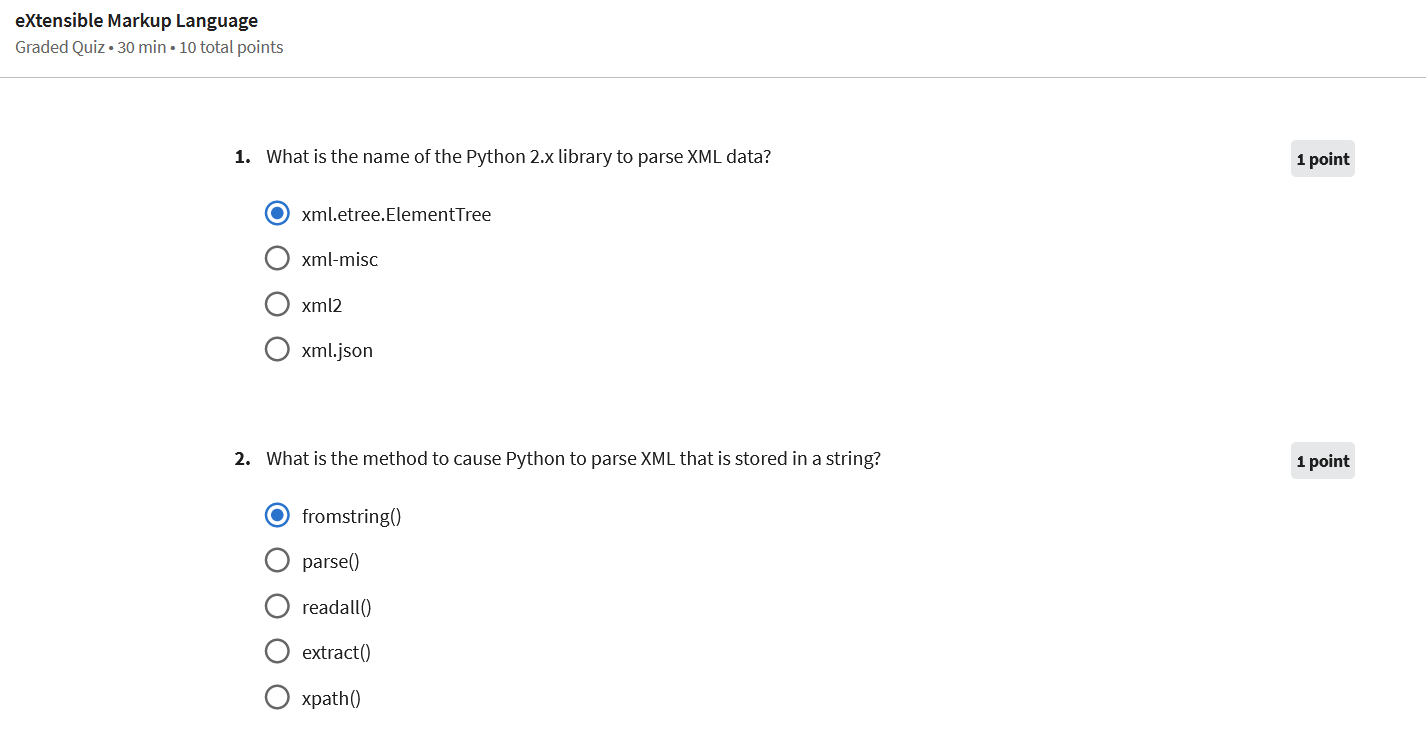 eXtensible Markup Language
Graded Quiz • 30 min • 10 total points
1. What is the name of the Python 2.x library to parse XML data?
1 point
xml.etree.ElementTree
xml-misc
xml2
xml.json
2. What is the method to cause Python to parse XML that is stored in a string?
1 point
fromstring()
parse()
readall()
extract()
xpath()